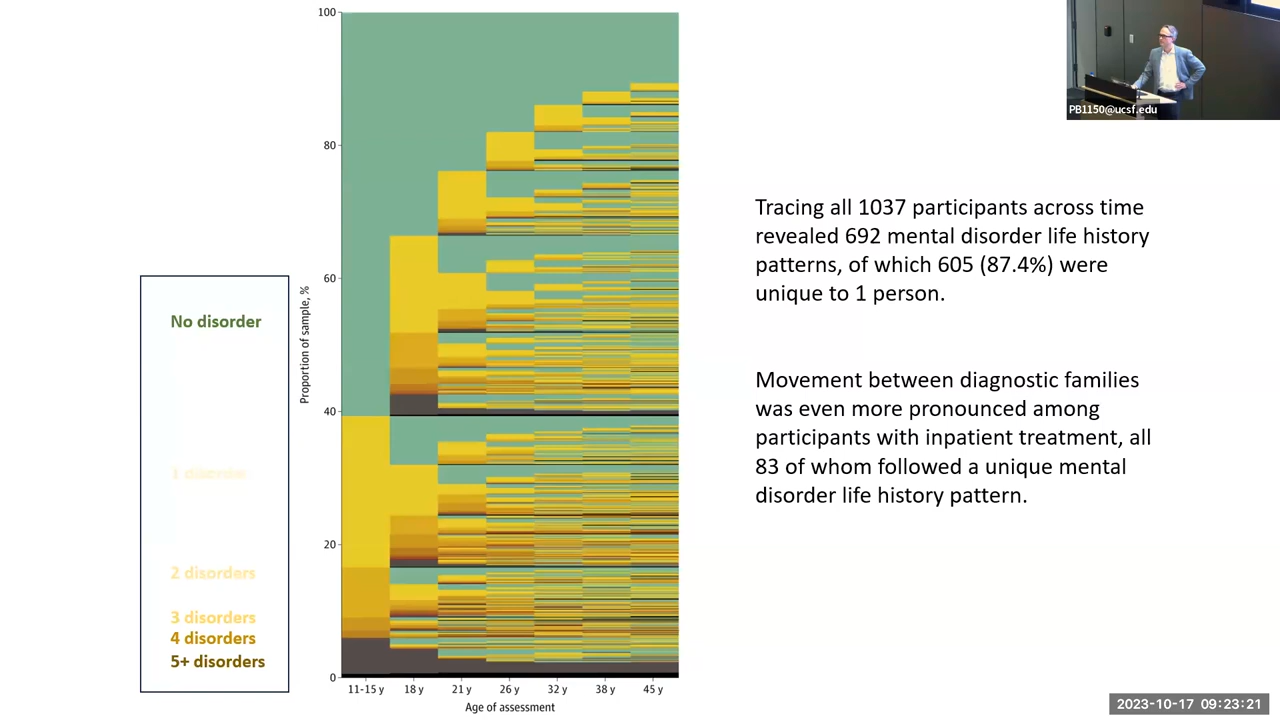 100
80
60
40
20
0
Proportion of sample, %
11-15 y
18 y
21 y
26 y
32 y
38 y
45 y
Age of assessment
No disorder
1 disorder
2 disorders
3 disorders
4 disorders
5+ disorders
Tracing all 1037 participants across time
revealed 692 mental disorder life history
patterns, of which 605 (87.4%) were
unique to 1 person.
Movement between diagnostic families
was even more pronounced among
participants with inpatient treatment, all
83 of whom followed a unique mental
disorder life history pattern.
PB1150@ucsf.edu
2023-10-17 09:23:21